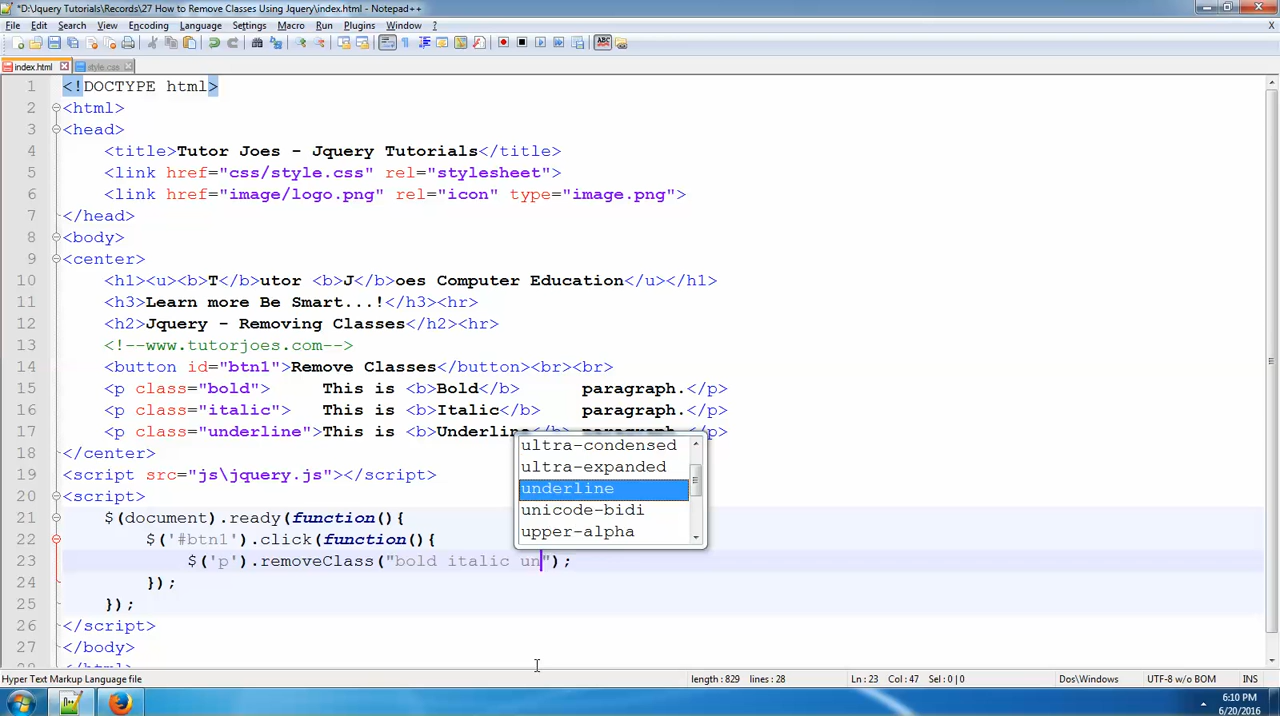 *D:\Jquery Tutorials\Records\27 How to Remove Classes Using Jquery\index.html - Notepad++
File Edit Search View Encoding Language Settings Macro Run Plugins Window ? X
index.html style.css
1 <!DOCTYPE html>
2 <html>
3 <head>
4 <title>Tutor Joes - Jquery Tutorials</title>
5 <link href="css/style.css" rel="stylesheet">
6 <link href="image/logo.png" rel="icon" type="image.png">
7 </head>
8 <body>
9 <center>
10 <h1><u><b>T</b>utor <b>J</b>oes Computer Education</u></h1>
11 <h3>Learn more Be Smart...!</h3><hr>
12 <h2>Jquery - Removing Classes</h2><hr>
13 <!--www.tutorjoes.com-->
14 <button id="btn1">Remove Classes</button><br><br>
15 <p class="bold"> This is <b>Bold</b> paragraph.</p>
16 <p class="italic"> This is <b>Italic</b> paragraph.</p>
17 <p class="underline">This is <b>Underline</b> paragraph.</p>
18 </center>
ultra-condensed
19 <script src="js\jquery.js"></script>
ultra-expanded
20 <script>
underline
21 $(document).ready(function(){
unicode-bidi
22 $('#btn1').click(function(){
upper-alpha
23 $('p').removeClass("bold italic un");
24 });
25 });
26 </script>
27 </body>
28 </html>
Hyper Text Markup Language file length : 829 lines : 28 Ln : 23 Col : 47 Sel : 0 | 0 Dos\Windows UTF-8 w/o BOM INS
6:10 PM
6/20/2016